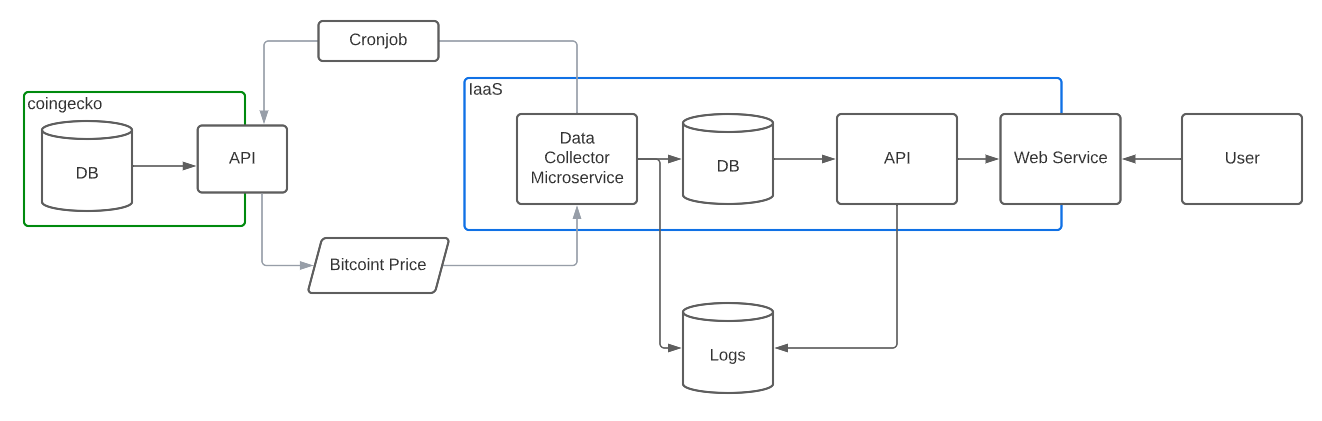 Cronjob
coingecko
DB
API
Bitcoint Price
IaaS
Data
Collector
Microservice
DB
API
Web Service
User
Logs